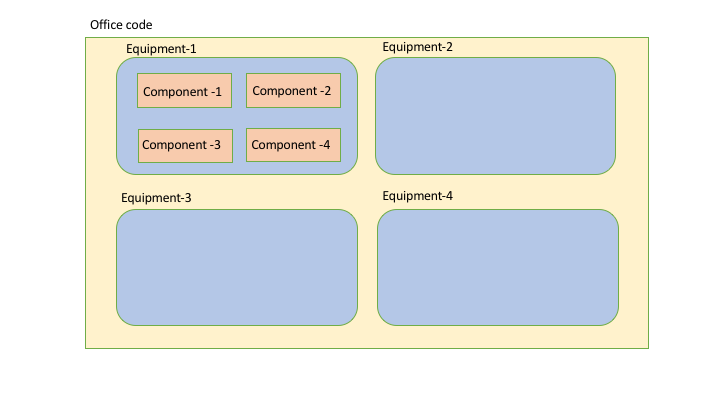 Office code
Equipment-1
Equipment-2
Component -1
Component -2
Component -3
Component -4
Equipment-3
Equipment-4